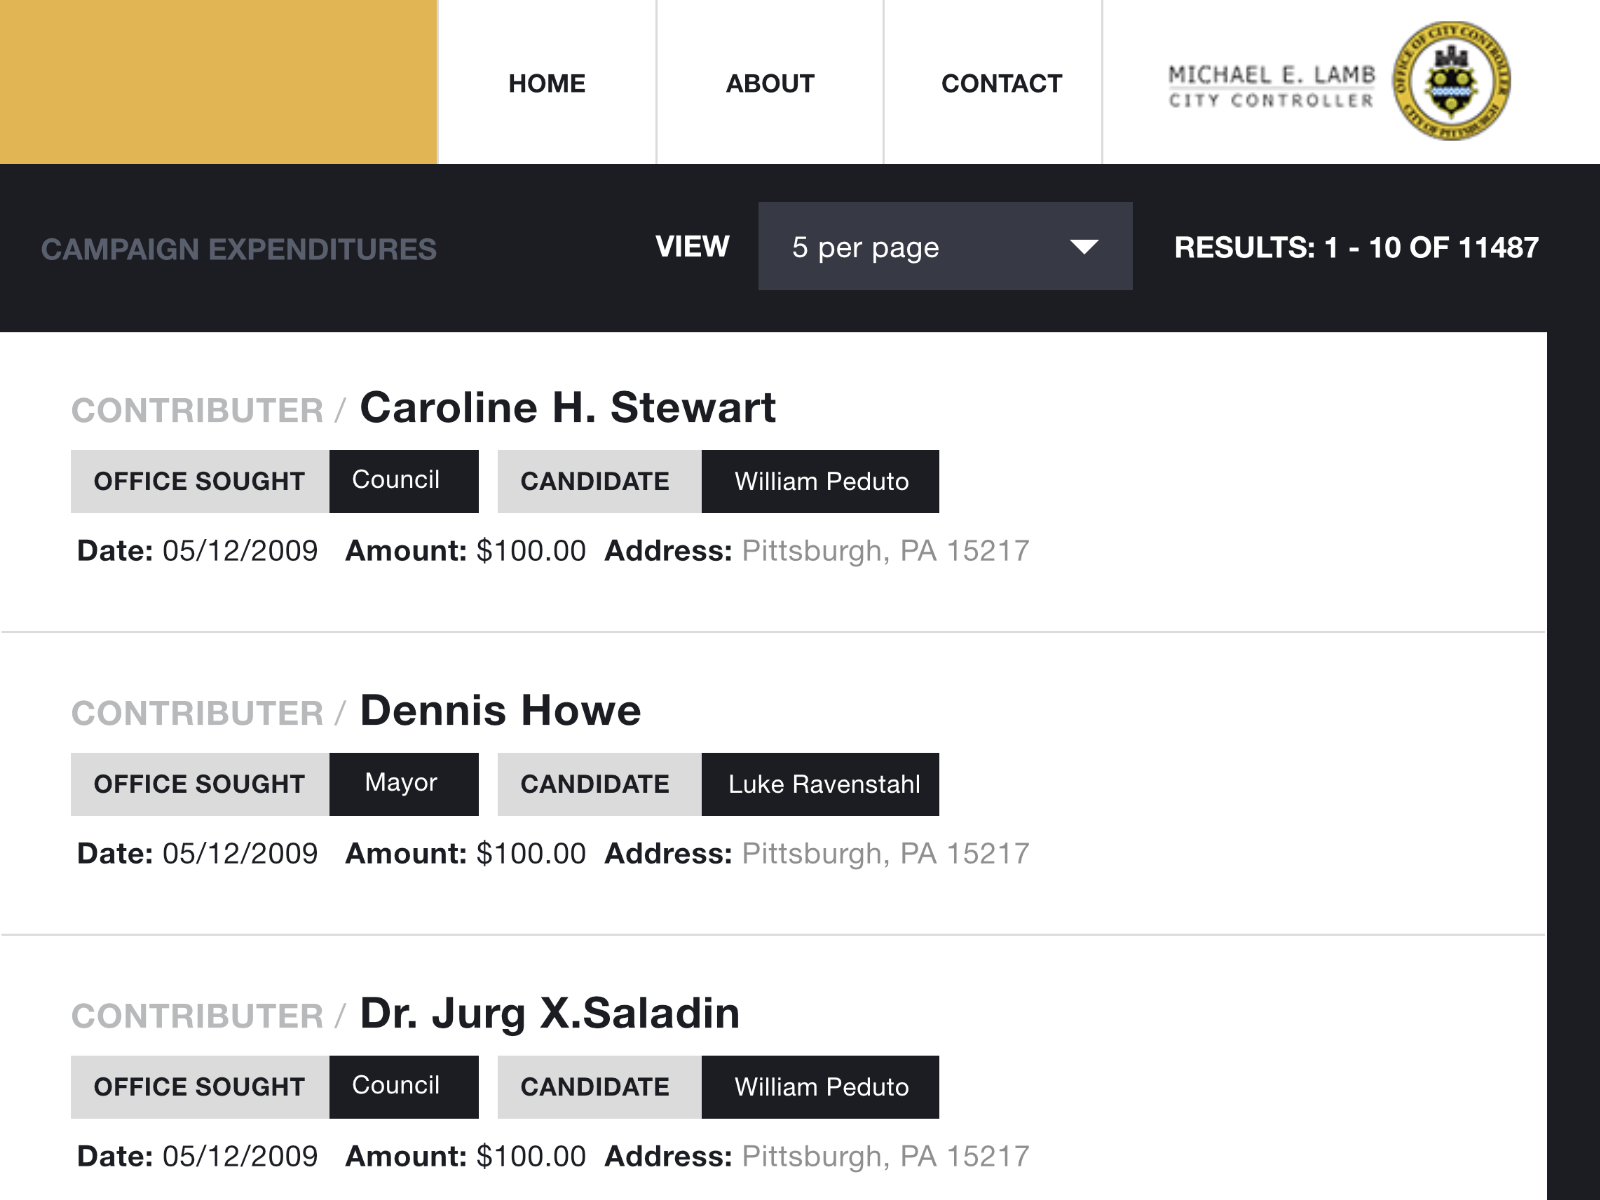 HOME
ABOUT
CONTACT
MICHAEL E. LAMB
CITY CONTROLLER
OFFICE OF CITY CONTROLLER
CITY OF PITTSBURGH
CAMPAIGN EXPENDITURES
VIEW
5 per page
RESULTS: 1 - 10 OF 11487
CONTRIBUTER / Caroline H. Stewart
OFFICE SOUGHT Council CANDIDATE William Peduto
Date: 05/12/2009 Amount: $100.00 Address: Pittsburgh, PA 15217
CONTRIBUTER / Dennis Howe
OFFICE SOUGHT Mayor CANDIDATE Luke Ravenstahl
Date: 05/12/2009 Amount: $100.00 Address: Pittsburgh, PA 15217
CONTRIBUTER / Dr. Jurg X.Saladin
OFFICE SOUGHT Council CANDIDATE William Peduto
Date: 05/12/2009 Amount: $100.00 Address: Pittsburgh, PA 15217